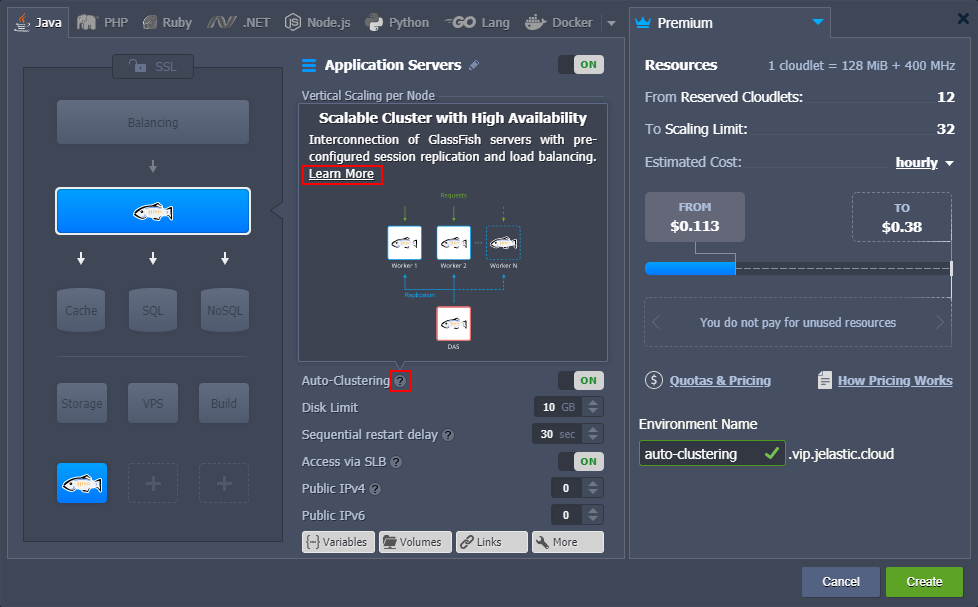 Java PHP Ruby .NET Node.js Python GO Lang Docker
SSL
Balancing
Cache SQL NoSQL
Storage VPS Build
Application Servers ON
Vertical Scaling per Node
Scalable Cluster with High Availability
Interconnection of GlassFish servers with pre-
configured session replication and load balancing.
Learn More
Requests
Worker 1 Worker 2 Worker N
Replication
DAS
Auto-Clustering ? ON
Disk Limit 10 GB
Sequential restart delay ? 30 sec
Access via SLB ? ON
Public IPv4 ? 0
Public IPv6 0
Variables Volumes Links More
Premium
Resources 1 cloudlet = 128 MiB + 400 MHz
From Reserved Cloudlets: 12
To Scaling Limit: 32
Estimated Cost: hourly
FROM
$0.113
TO
$0.38
You do not pay for unused resources
$ Quotas & Pricing How Pricing Works
Environment Name
auto-clustering .vip.jelastic.cloud
Cancel Create